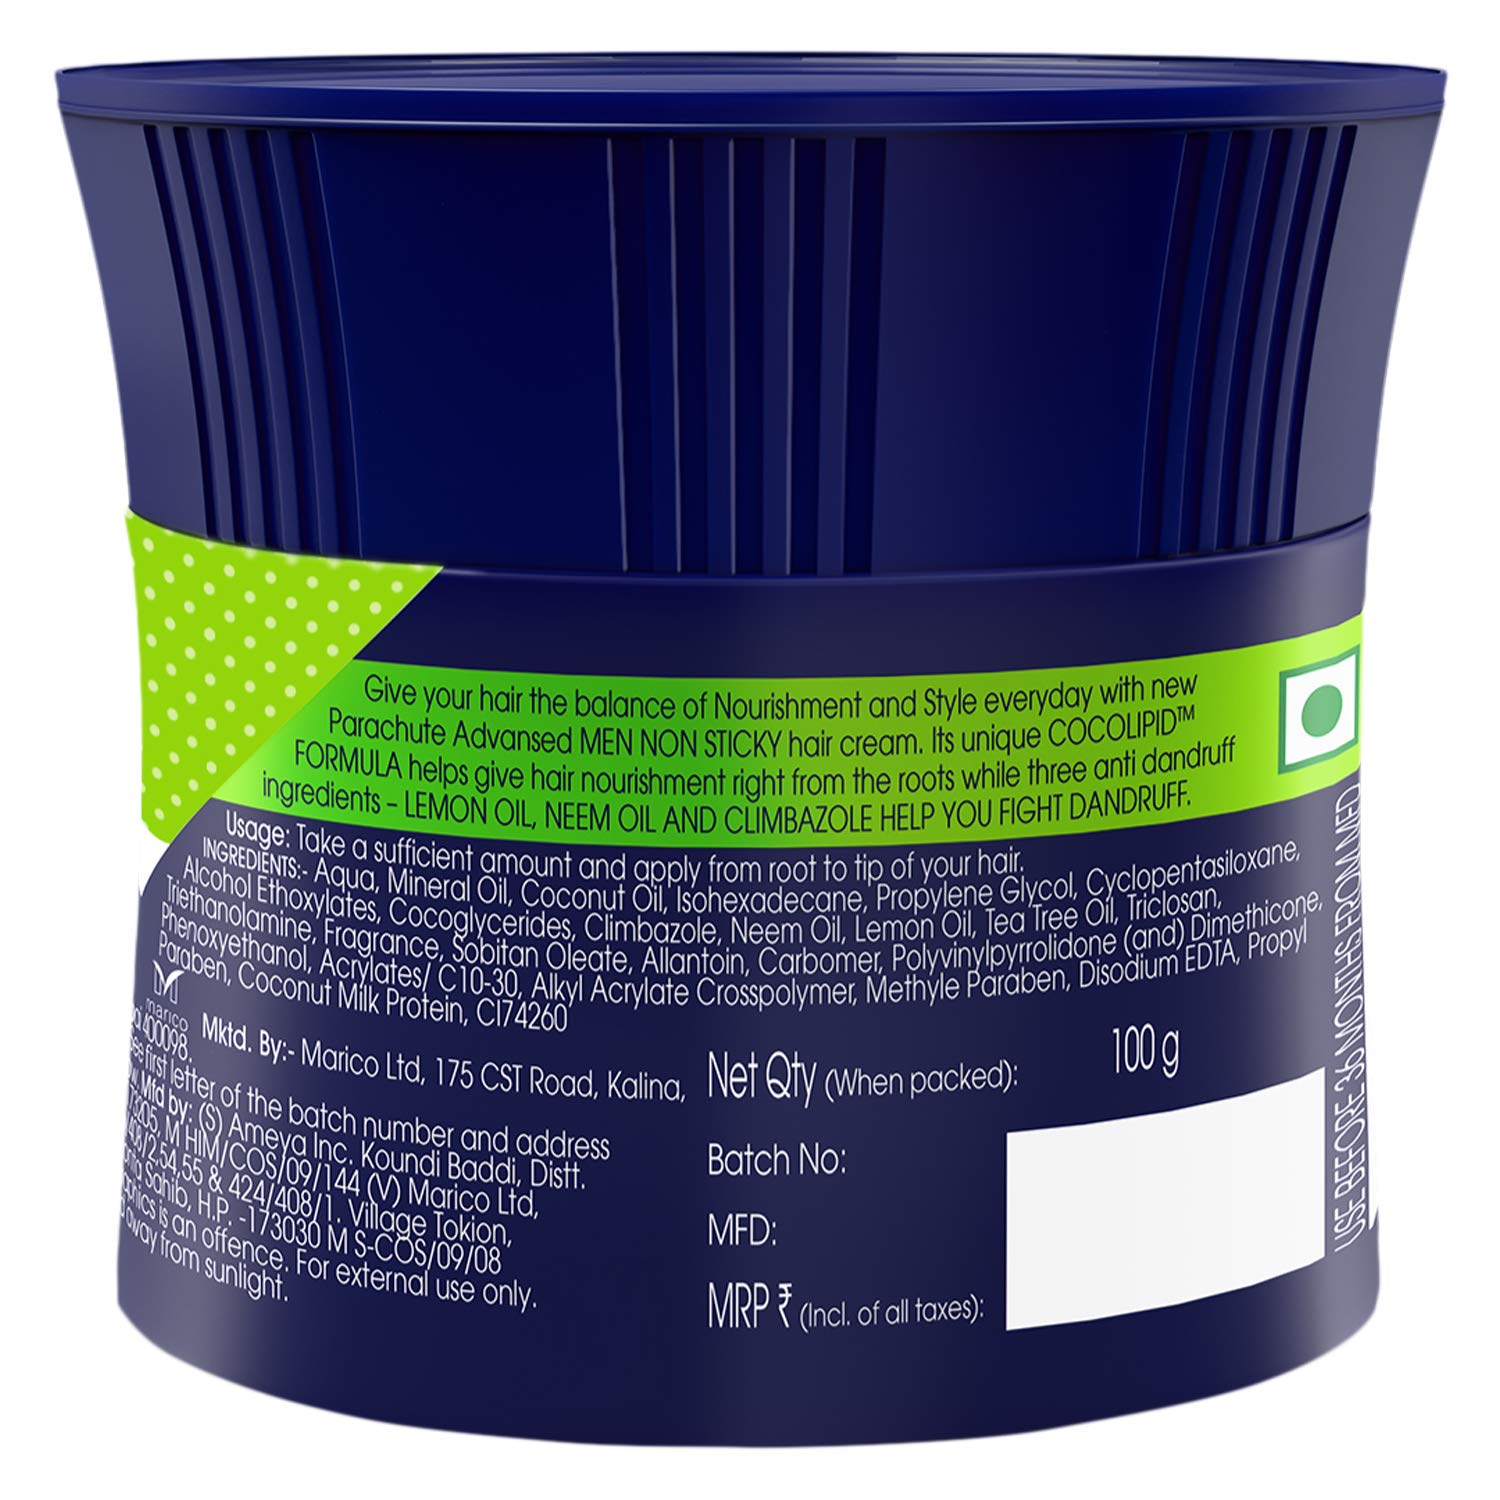 Give your hair the balance of Nourishment and Style everyday with new
Parachute Advansed MEN NON STICKY hair cream. Its unique COCOLIPID™
FORMULA helps give hair nourishment right from the roots while three anti dandruff
ingredients – LEMON OIL, NEEM OIL AND CLIMBAZOLE HELP YOU FIGHT DANDRUFF.
Usage: Take a sufficient amount and apply from root to tip of your hair.
INGREDIENTS:- Aqua, Mineral Oil, Coconut Oil, Isohexadecane, Propylene Glycol, Cyclopentasiloxane,
Alcohol Ethoxylates, Cocoglycerides, Climbazole, Neem Oil, Lemon Oil, Tea Tree Oil, Triclosan,
Triethanolamine, Fragrance, Sobitan Oleate, Allantoin, Carbomer, Polyvinylpyrrolidone (and) Dimethicone,
Phenoxyethanol, Acrylates/ C10-30, Alkyl Acrylate Crosspolymer, Methyle Paraben, Disodium EDTA, Propyl
Paraben, Coconut Milk Protein, CI74260
marico
Mktd. By:- Marico Ltd, 175 CST Road, Kalina,
400098.
first letter of the batch number and address
Mfd by: (S) Ameya Inc. Koundi Baddi, Distt.
M HIM/COS/09/144 (V) Marico Ltd,
/2,54,55 & 424/408/1. Village Tokion,
Sahib, H.P. -173030 M S-COS/09/08
is an offence. For external use only.
away from sunlight.
Net Qty (When packed): 100 g
Batch No:
MFD:
MRP ₹ (Incl. of all taxes):
USE BEFORE 36 MONTHS FROM MFD